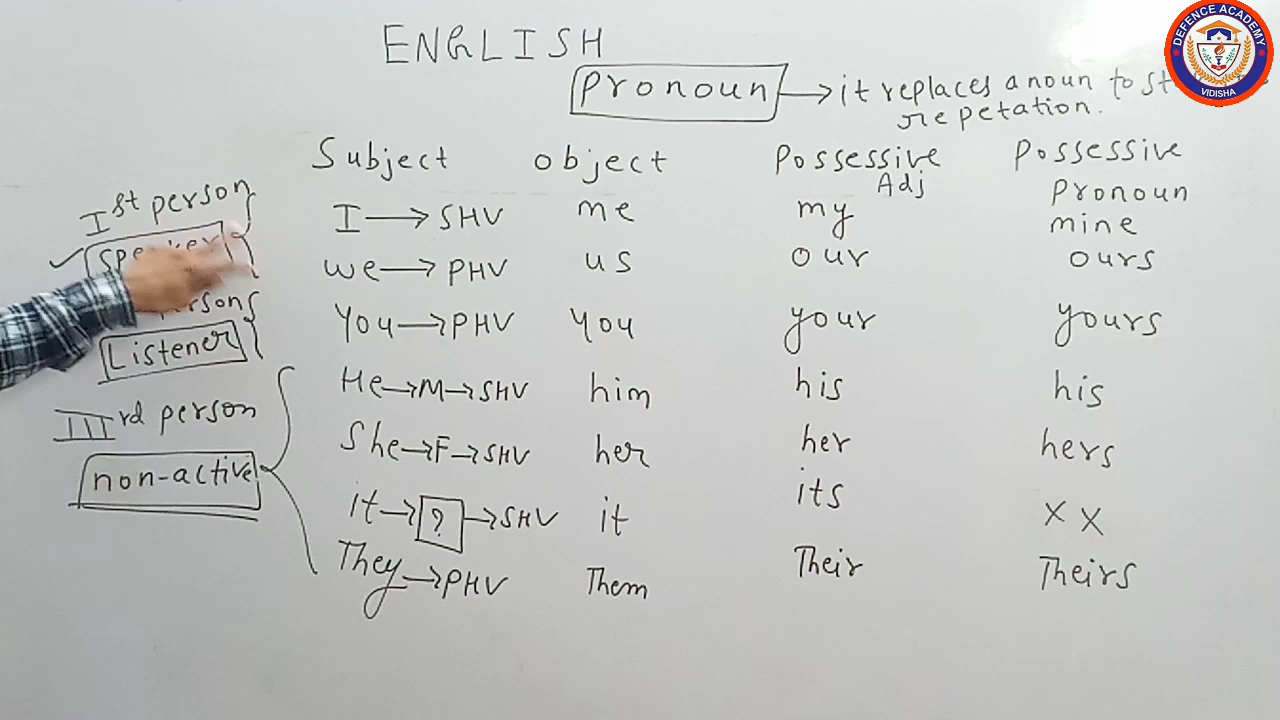 ENGLISH
DEFENCE ACADEMY
VIDISHA
Pronoun → it replaces a noun to
repetation.
Subject object Possessive Adj Possessive Pronoun
Ist person
I → SHV me my mine
Speaker
we → PHV us our ours
person
You → PHV You your yours
Listener
He → M → SHV him his his
IIIrd person
She → F → SHV her her hers
non-active
it → ? → SHV it its X X
They → PHV Them Their Theirs